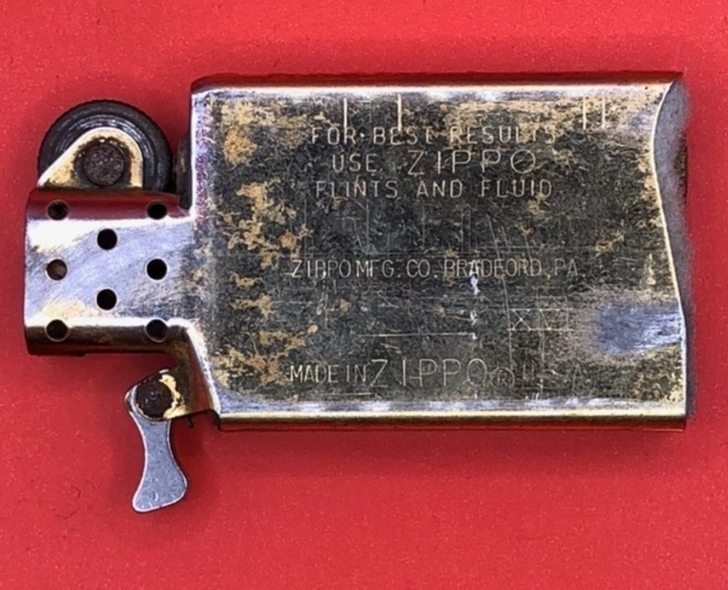 FOR·BEST RESULTS
USE ZIPPO
FLINTS AND FLUID
ZIPPO MFG. CO. BRADFORD, PA.
MADE IN ZIPPO® U.S.A.